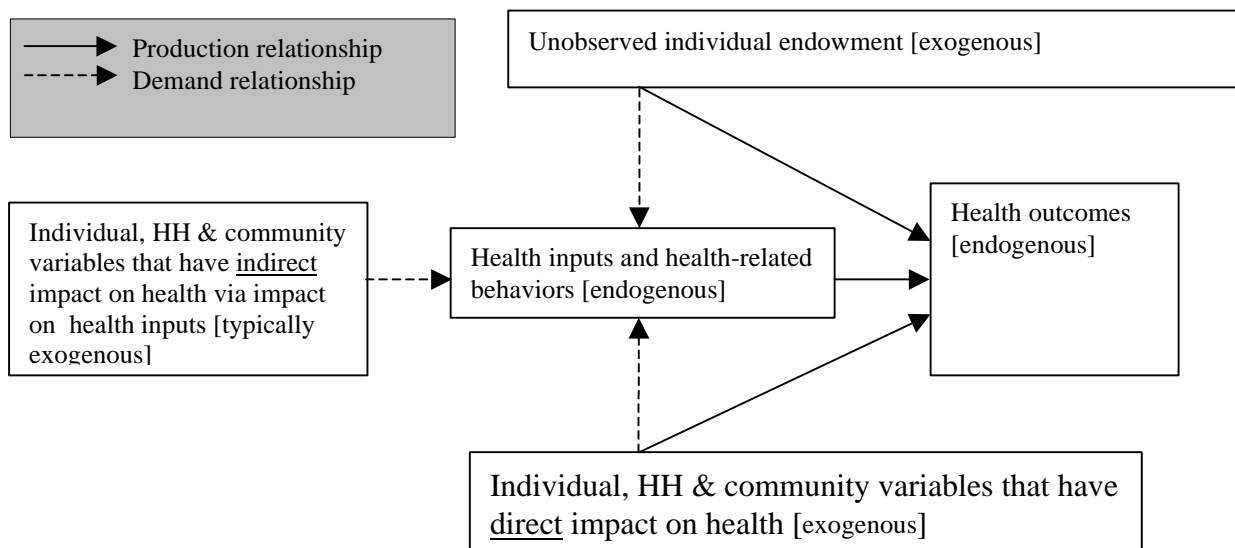 Production relationship
Demand relationship
Unobserved individual endowment [exogenous]
Individual, HH & community
variables that have indirect
impact on health via impact
on health inputs [typically
exogenous]
Health inputs and health-related
behaviors [endogenous]
Health outcomes
[endogenous]
Individual, HH & community variables that have
direct impact on health [exogenous]